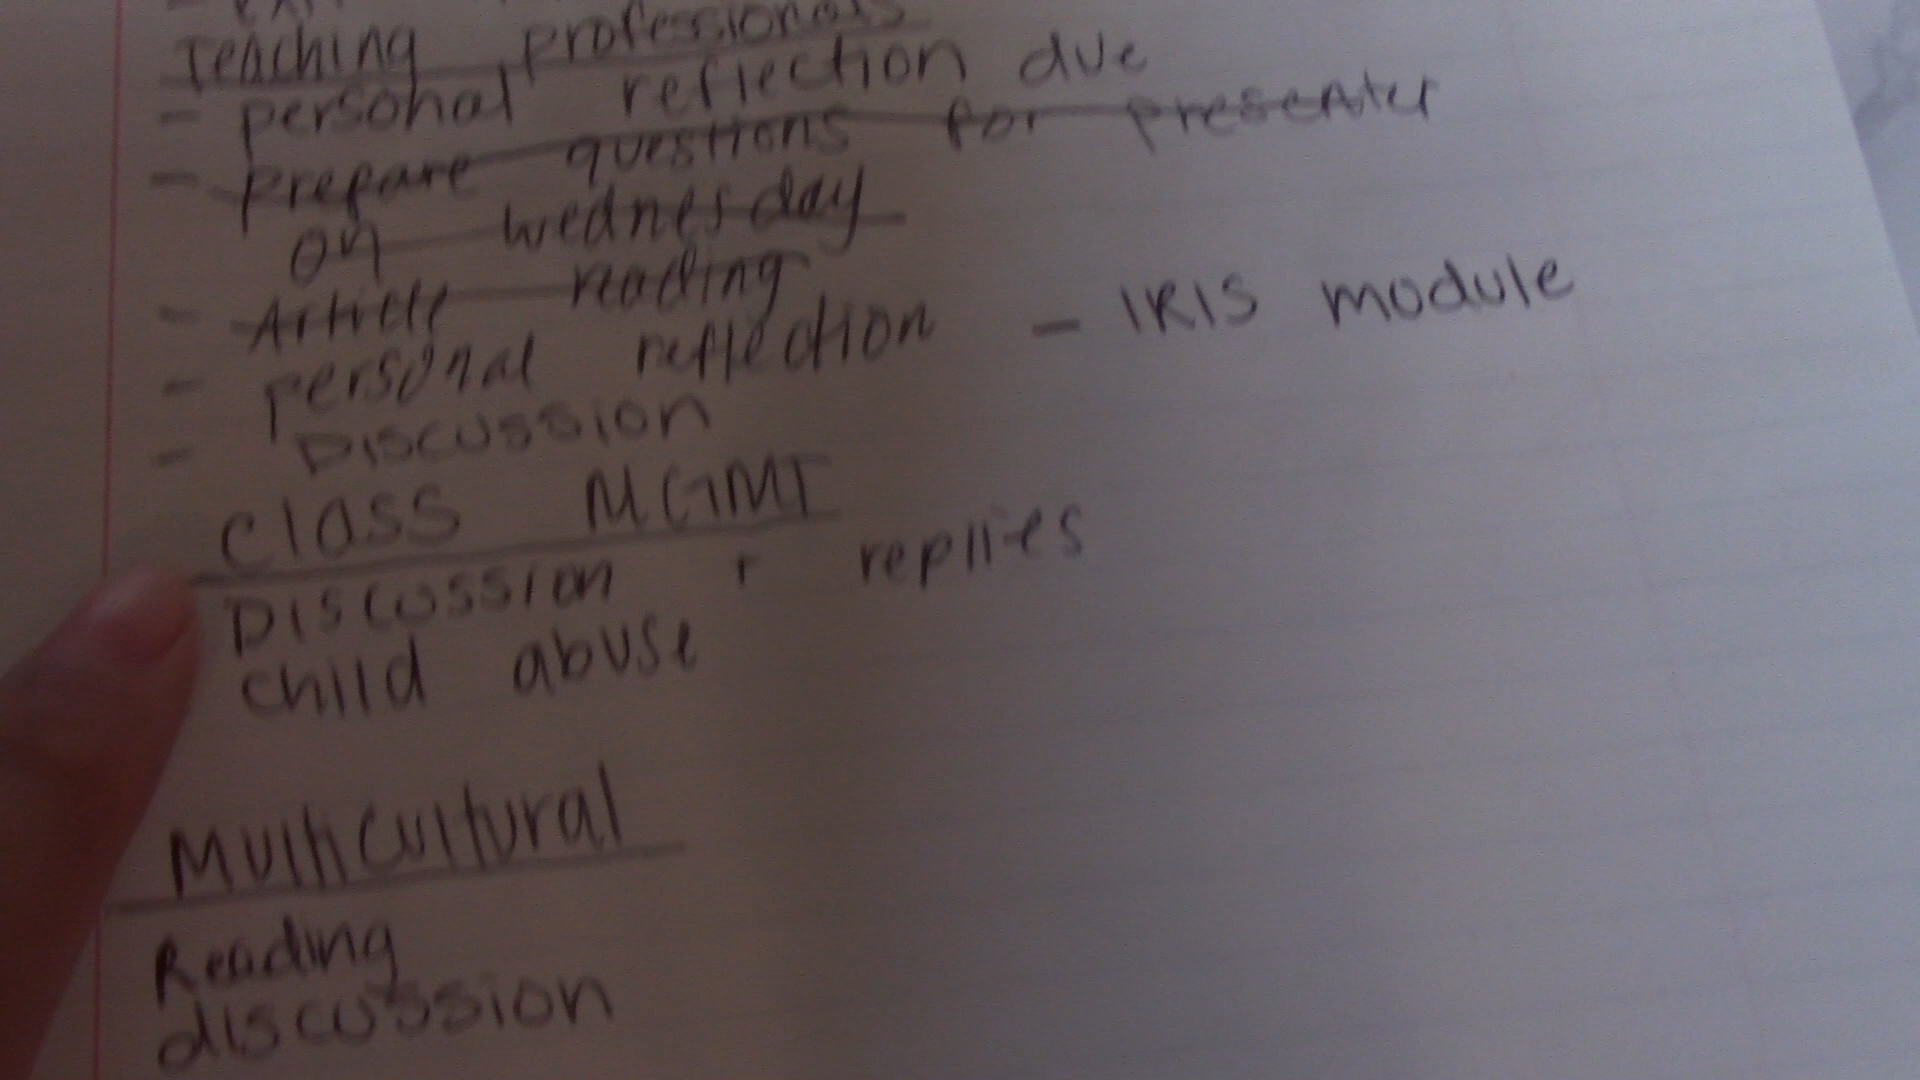 Teaching professionals
- personal reflection due
- prepare questions for presenter
on wednesday
- Article reading
- personal reflection - IRIS module
- Discussion
class MGMT
Discussion + replies
child abuse
Multicultural
Reading
discussion